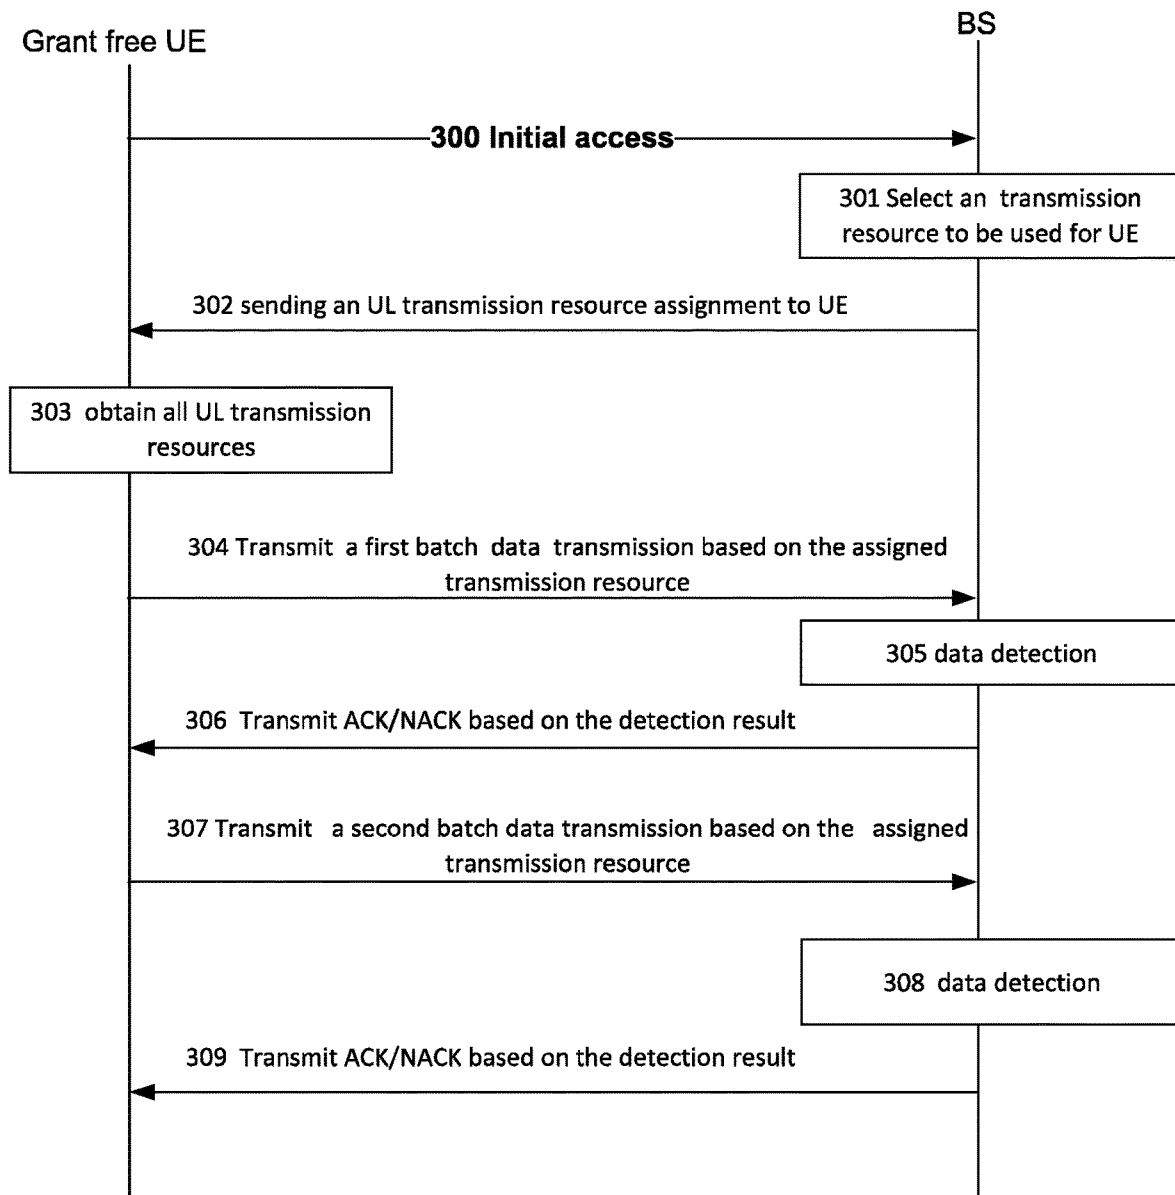 Grant free UE
BS
300 Initial access
301 Select an transmission
resource to be used for UE
302 sending an UL transmission resource assignment to UE
303 obtain all UL transmission
resources
304 Transmit a first batch data transmission based on the assigned
transmission resource
305 data detection
306 Transmit ACK/NACK based on the detection result
307 Transmit a second batch data transmission based on the assigned
transmission resource
308 data detection
309 Transmit ACK/NACK based on the detection result